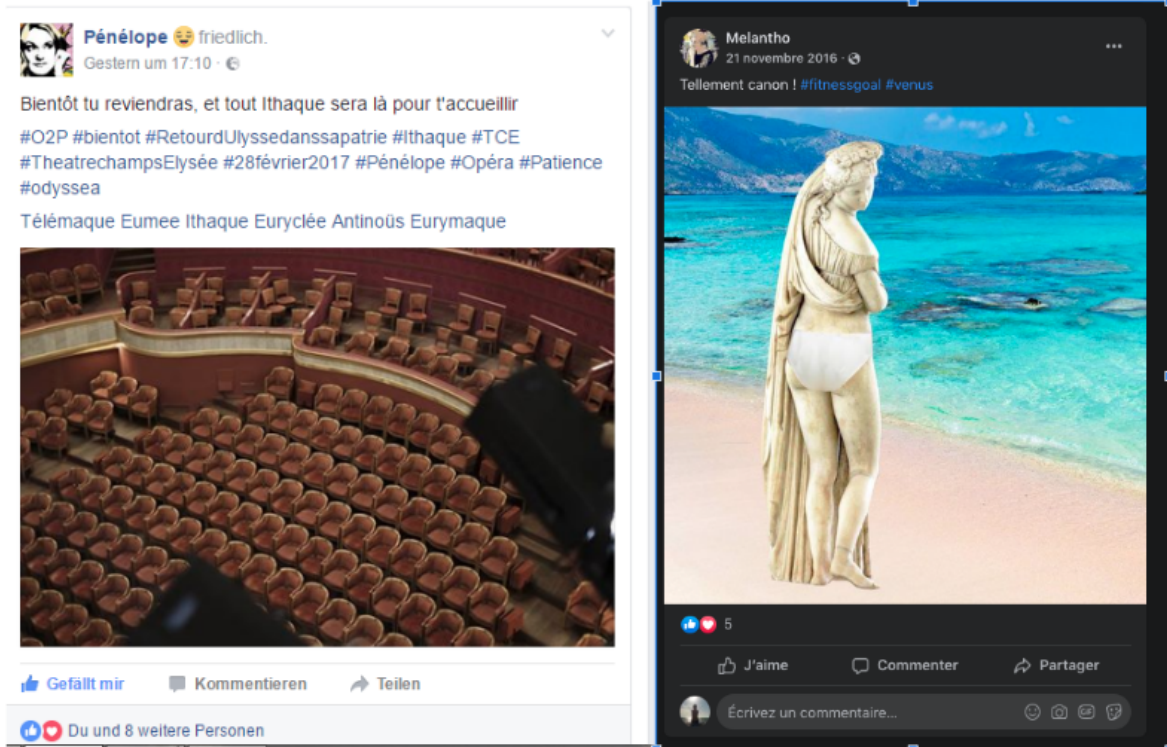 Pénélope 😉 friedlich.
Gestern um 17:10 ·
Bientôt tu reviendras, et tout Ithaque sera là pour t'accueillir
#O2P #bientot #RetourdUlyssedanssapatrie #Ithaque #TCE
#TheatrechampsElysée #28février2017 #Pénélope #Opéra #Patience
#odyssea
Télémaque Eumee Ithaque Euryclée Antinoüs Eurymaque
Gefällt mir Kommentieren Teilen
Du und 8 weitere Personen
Melantho
21 novembre 2016 ·
Tellement canon ! #fitnessgoal #venus
5
J'aime Commenter Partager
Écrivez un commentaire...
GIF